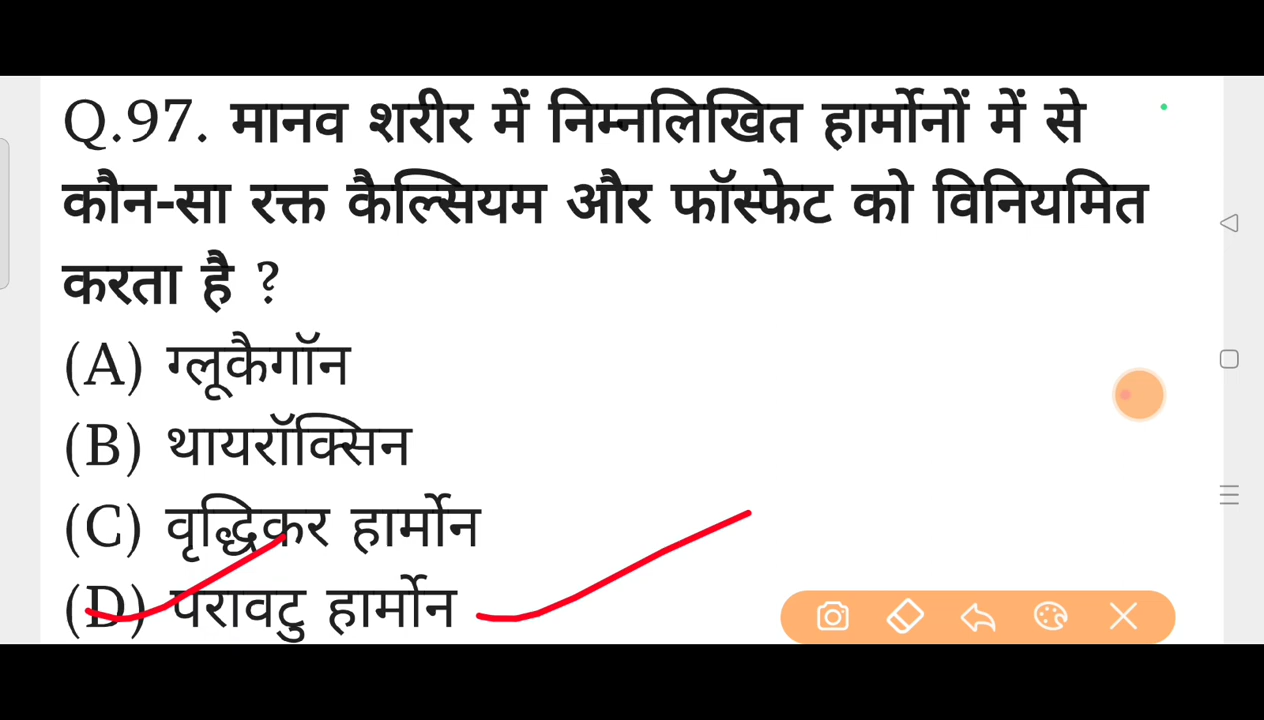 Q.97. मानव शरीर में निम्नलिखित हार्मोनों में से
कौन-सा रक्त कैल्सियम और फॉस्फेट को विनियमित
करता है ?
(A) ग्लूकैगॉन
(B) थायरॉक्सिन
(C) वृद्धिकर हार्मोन
(D) परावटु हार्मोन